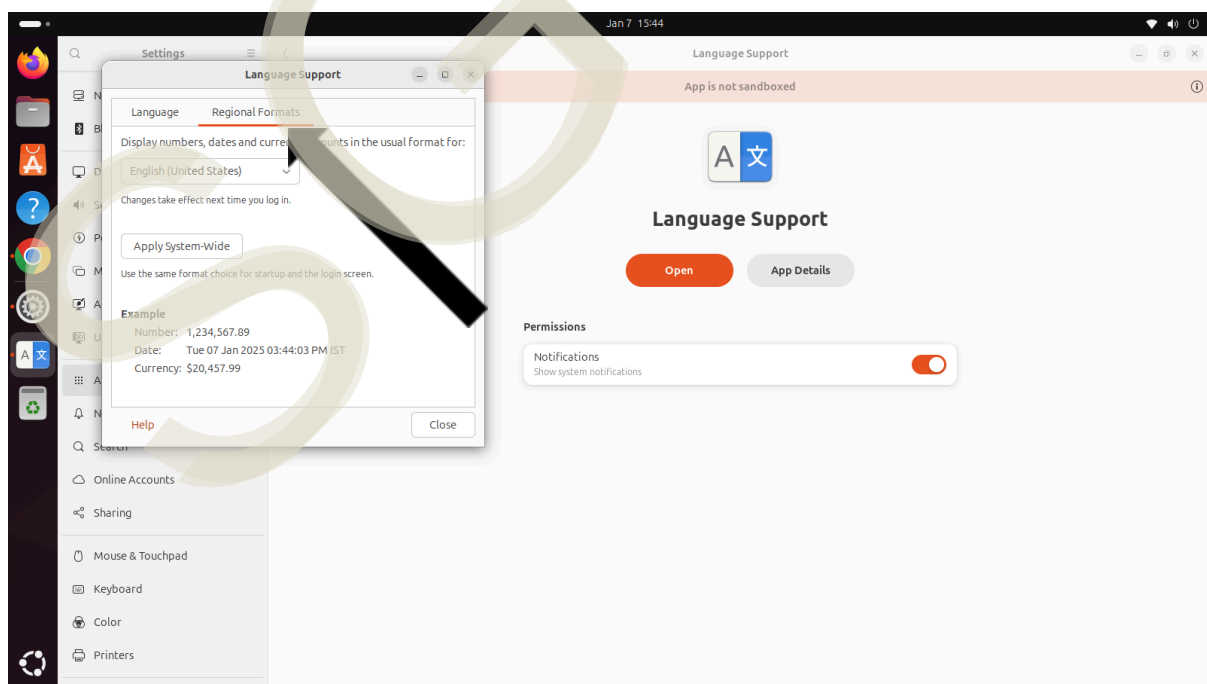 Jan 7 15:44
Settings
Language Support
App is not sandboxed
Language Support
Language Regional Formats
Display numbers, dates and in the usual format for:
English (United States)
Changes take effect next time you log in.
Apply System-Wide
Use the same format choice for startup and the login screen.
Example
Number: 1,234,567.89
Date: Tue 07 Jan 2025 03:44:03 PM IST
Currency: $20,457.99
Help
Close
Search
Online Accounts
Sharing
Mouse & Touchpad
Keyboard
Color
Printers
A 文
Language Support
Open
App Details
Permissions
Notifications
Show system notifications